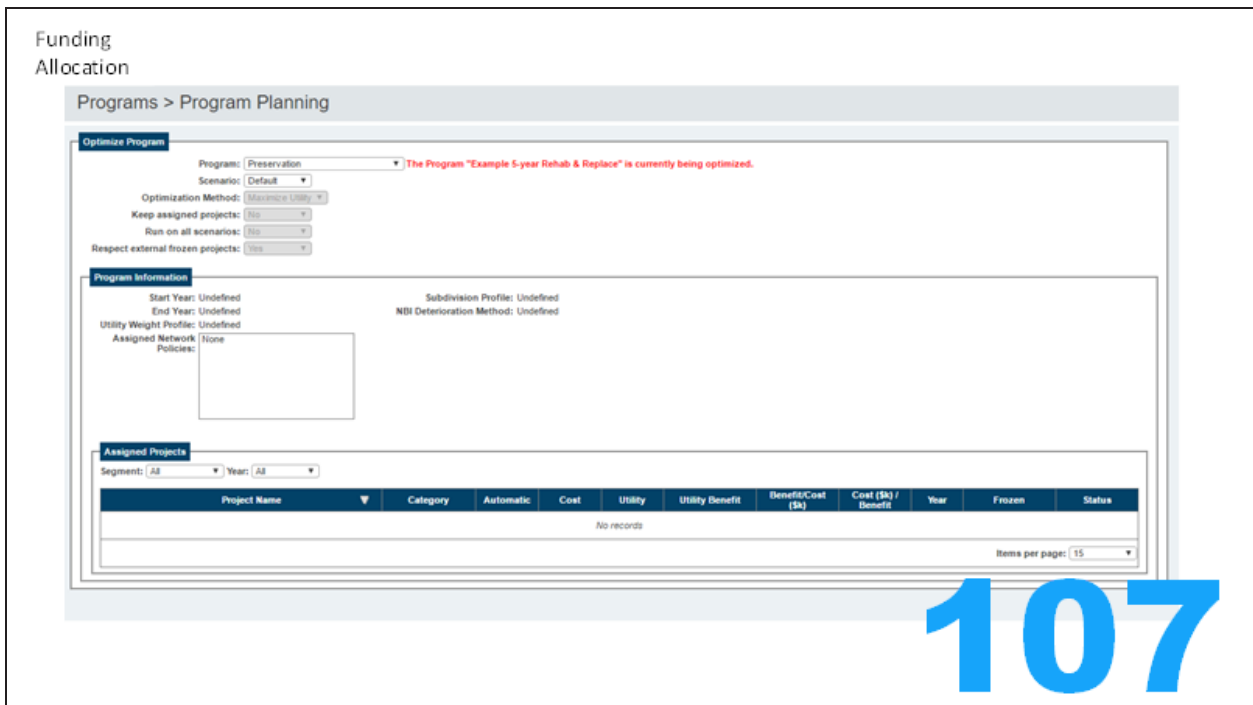 Funding
Allocation
Programs > Program Planning
Optimize Program
Program: Preservation The Program "Example 5-year Rehab & Replace" is currently being optimized.
Scenario: Default
Optimization Method: Maximize Utility
Keep assigned projects: No
Run on all scenarios: No
Respect external frozen projects: Yes
Program Information
Start Year: Undefined Subdivision Profile: Undefined
End Year: Undefined NBI Deterioration Method: Undefined
Utility Weight Profile: Undefined
Assigned Network None
Policies:
Assigned Projects
Segment: All Year: All
Project Name Category Automatic Cost Utility Utility Benefit Benefit/Cost ($k) Cost ($k) / Benefit Year Frozen Status
No records
Items per page: 15
107